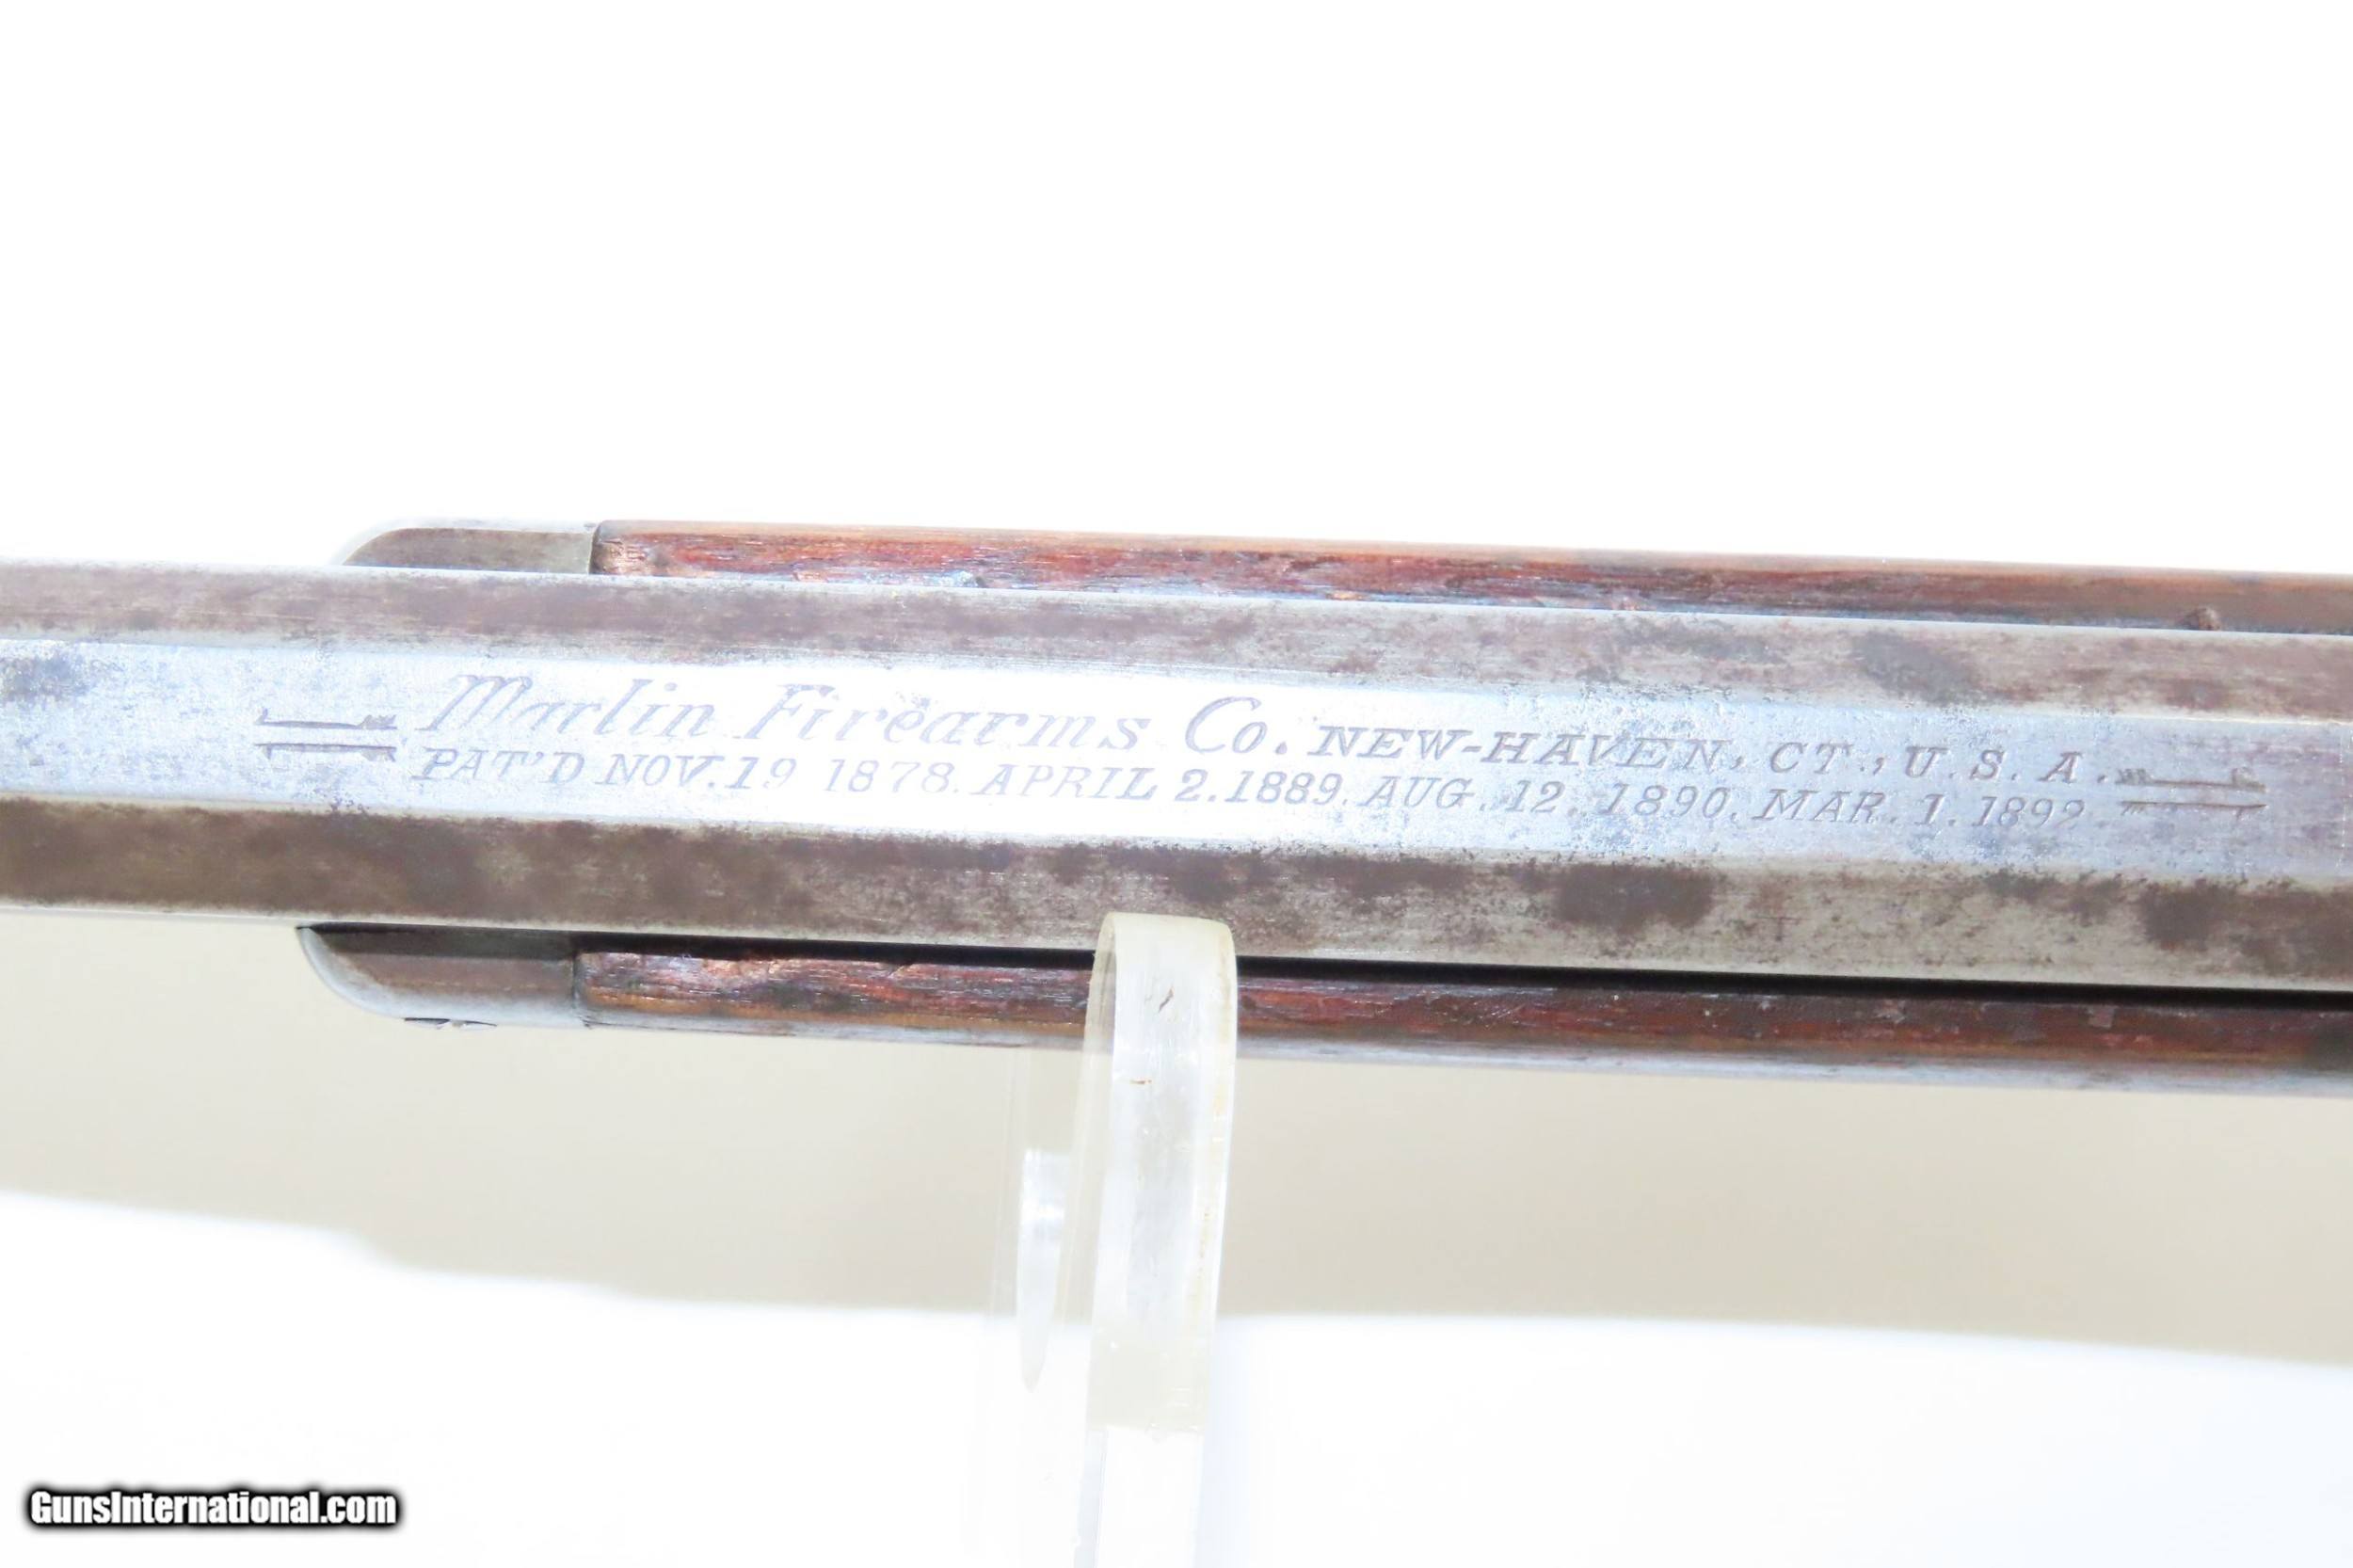 Marlin Firearms Co. NEW-HAVEN, CT., U.S.A.
PAT'D NOV. 19 1878. APRIL 2. 1889. AUG. 12. 1890. MAR. 1. 1892.
GunsInternational.com